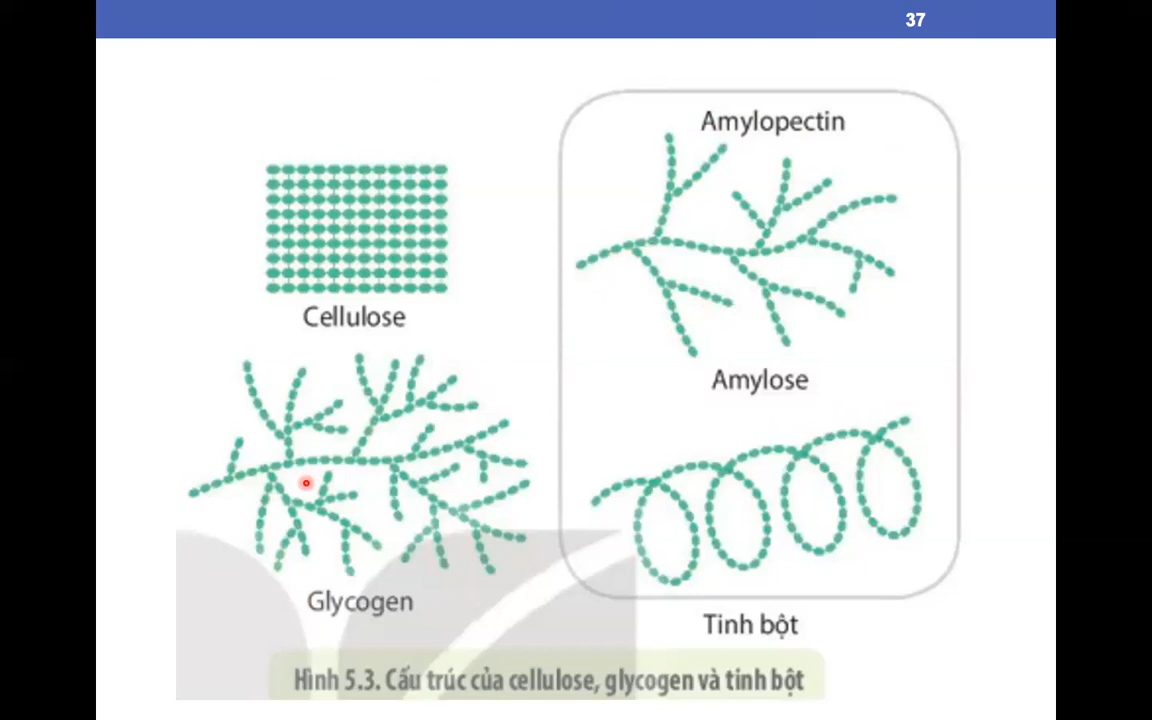 37
Amylopectin
Cellulose
Amylose
Glycogen
Tinh bột
Hình 5.3. Cấu trúc của cellulose, glycogen và tinh bột